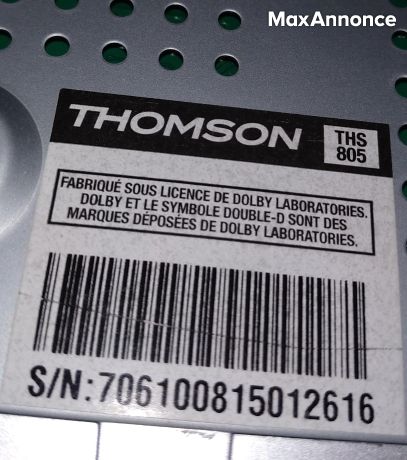 MaxAnnonce
THOMSON
THS
805
FABRIQUÉ SOUS LICENCE DE DOLBY LABORATORIES.
DOLBY ET LE SYMBOLE DOUBLE-D SONT DES
MARQUES DÉPOSÉES DE DOLBY LABORATORIES.
S/N:706100815012616